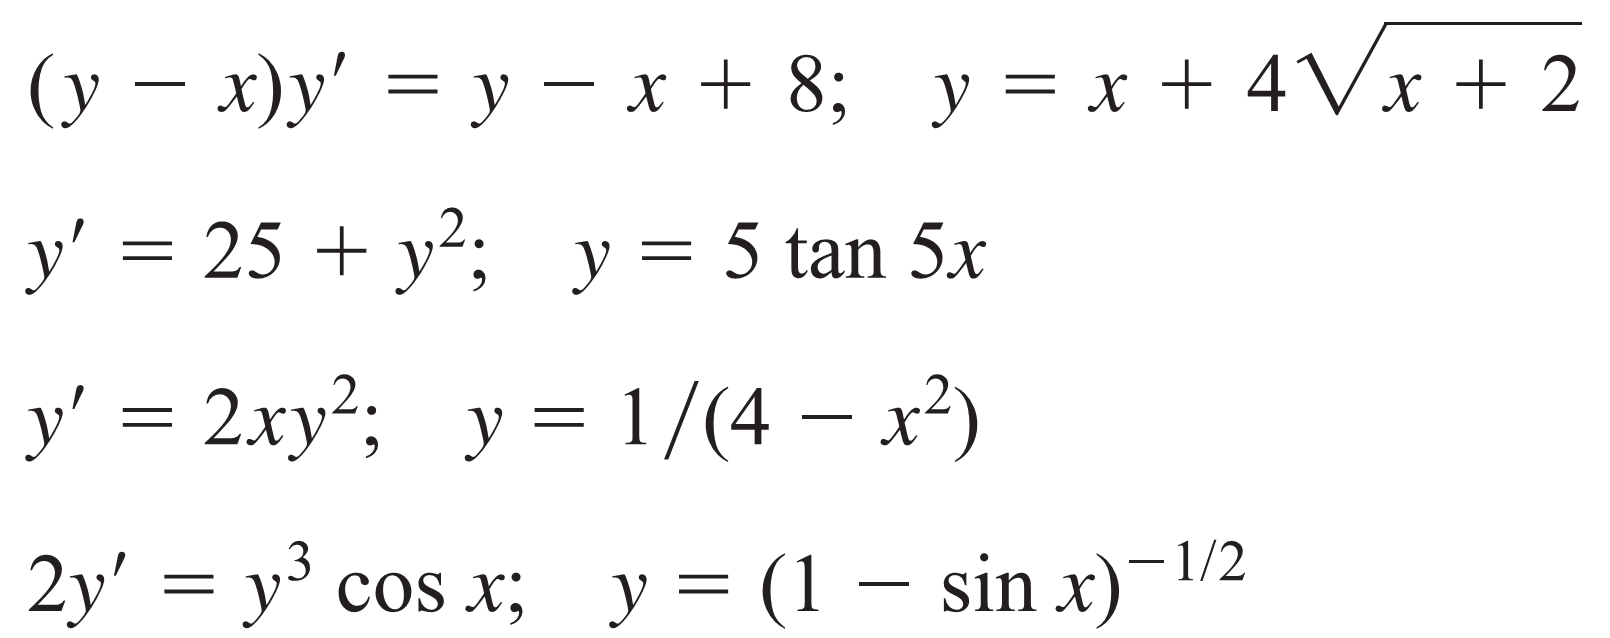 (y − x)y′ = y − x + 8; y = x + 4√(x + 2)
y′ = 25 + y²; y = 5 tan 5x
y′ = 2xy²; y = 1/(4 − x²)
2y′ = y³ cos x; y = (1 − sin x)^(−1/2)